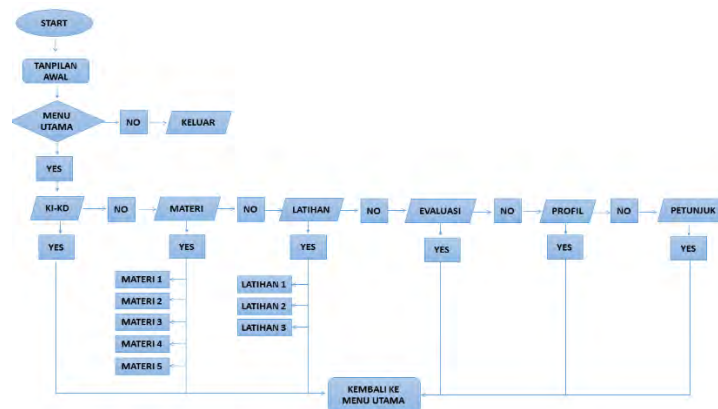 START
TANPILAN
AWAL
MENU
UTAMA
NO
KELUAR
YES
KI-KD
NO
MATERI
NO
LATIHAN
NO
EVALUASI
NO
PROFIL
NO
PETUNJUK
YES
YES
YES
YES
YES
YES
MATERI 1
MATERI 2
MATERI 3
MATERI 4
MATERI 5
LATIHAN 1
LATIHAN 2
LATIHAN 3
KEMBALI KE
MENU UTAMA